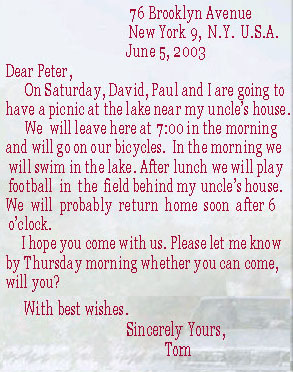 76 Brooklyn Avenue
New York 9, N.Y. U.S.A.
June 5, 2003
Dear Peter,
On Saturday, David, Paul and I are going to
have a picnic at the lake near my uncle's house.
We will leave here at 7:00 in the morning
and will go on our bicycles. In the morning we
will swim in the lake. After lunch we will play
football in the field behind my uncle's house.
We will probably return home soon after 6
o'clock.
I hope you come with us. Please let me know
by Thursday morning whether you can come,
will you?
With best wishes.
Sincerely Yours,
Tom